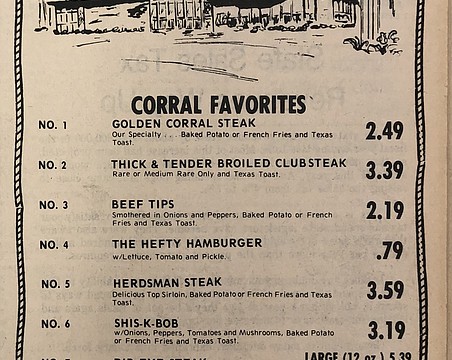 CORRAL FAVORITES
NO. 1 GOLDEN CORRAL STEAK 2.49
Our Specialty . . . Baked Potato or French Fries and Texas
Toast.
NO. 2 THICK & TENDER BROILED CLUBSTEAK 3.39
Rare or Medium Rare Only and Texas Toast.
NO. 3 BEEF TIPS 2.19
Smothered in Onions and Peppers, Baked Potato or French
Fries and Texas Toast.
NO. 4 THE HEFTY HAMBURGER .79
w/Lettuce, Tomato and Pickle.
NO. 5 HERDSMAN STEAK 3.59
Delicious Top Sirloin, Baked Potato or French Fries and Texas
Toast.
NO. 6 SHIS-K-BOB 3.19
w/Onions, Peppers, Tomatoes and Mushrooms, Baked Potato
or French Fries and Texas Toast.
LARGE (12 oz.) 5.39